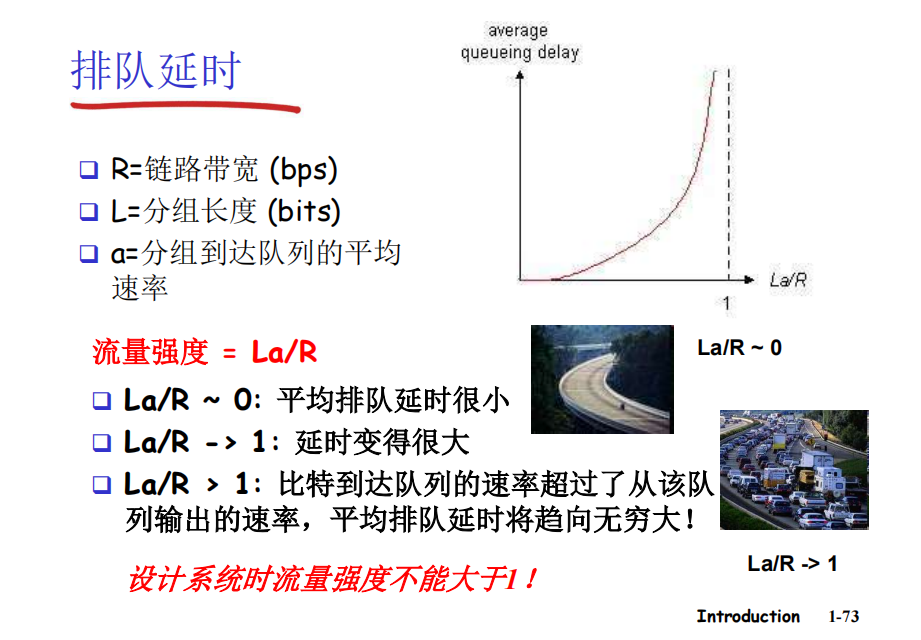 排队延时
average
queueing delay
R=链路带宽 (bps)
L=分组长度 (bits)
a=分组到达队列的平均
速率
La/R
1
流量强度 = La/R
La/R ~ 0
La/R ~ 0: 平均排队延时很小
La/R -> 1: 延时变得很大
La/R > 1: 比特到达队列的速率超过了从该队
列输出的速率，平均排队延时将趋向无穷大！
La/R -> 1
设计系统时流量强度不能大于1！
Introduction 1-73